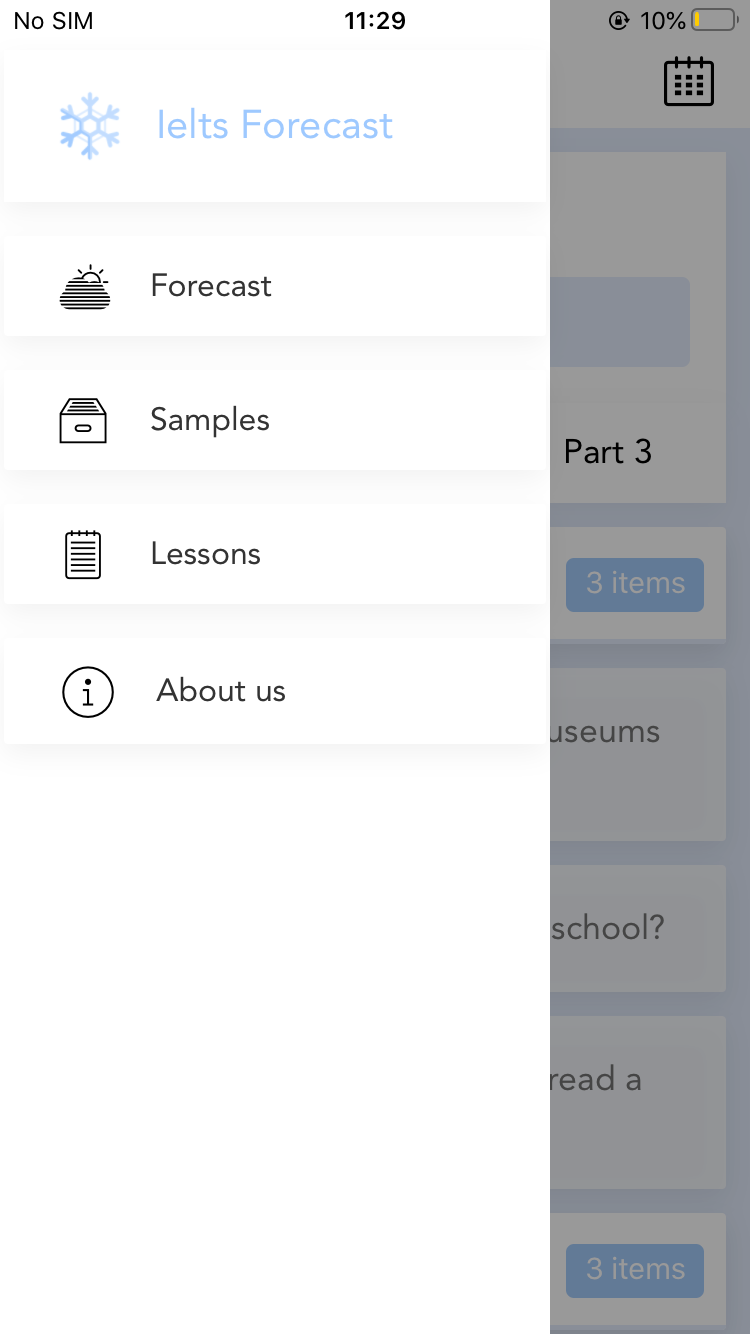 No SIM 11:29 10%
Ielts Forecast
Forecast
Samples
Part 3
Lessons
3 items
About us
useums
school?
read a
3 items